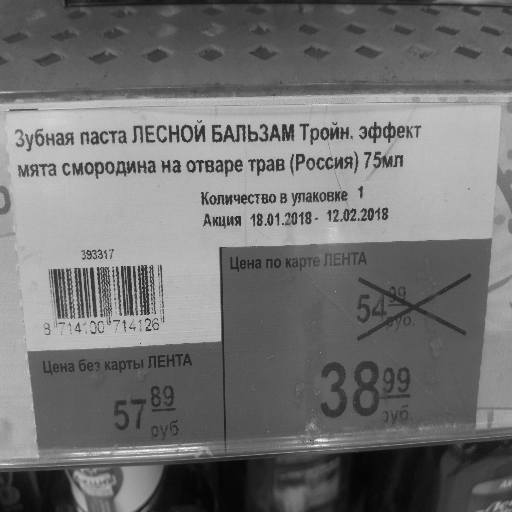 Зубная паста ЛЕСНОЙ БАЛЬЗАМ Тройн. эффект
мята смородина на отваре трав (Россия) 75мл
Количество в упаковке 1
Акция 18.01.2018 - 12.02.2018
393317
8 714100 714126
Цена по карте ЛЕНТА
54 99
руб.
38 99
руб.
Цена без карты ЛЕНТА
57 89
руб